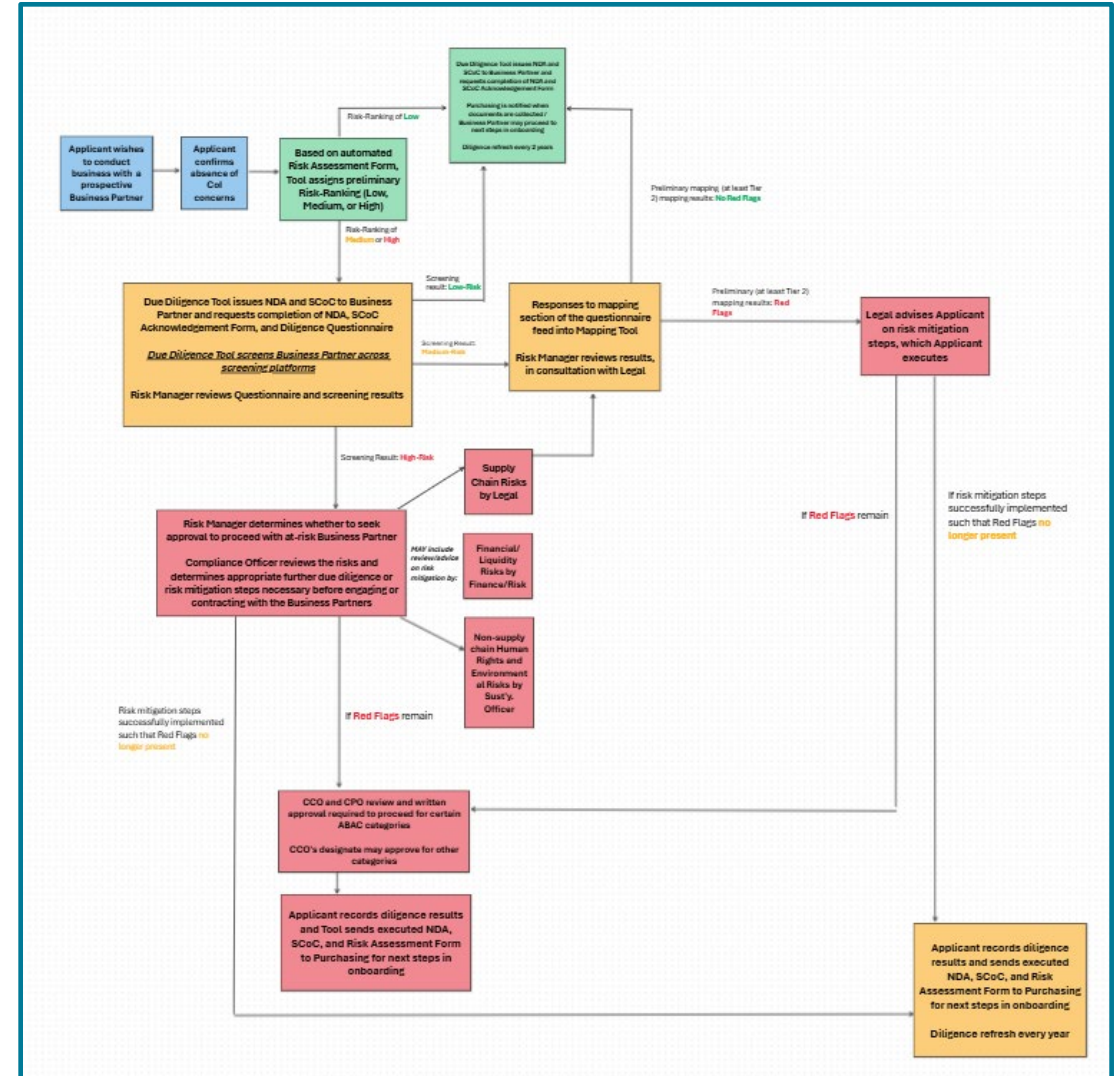 Due Diligence Tool issues NDA and
SCoC to Business Partner and
requests completion of NDA and
SCoC Acknowledgement Form
Purchasing is notified when
documents are collected /
Business Partner may proceed to
next steps in onboarding
Diligence refresh every 2 years
Risk-Ranking of Low
Applicant wishes
to conduct
business with a
prospective
Business Partner
Applicant
confirms
absence of
CoI
concerns
Based on automated
Risk Assessment Form,
Tool assigns preliminary
Risk-Ranking (Low,
Medium, or High)
Preliminary mapping (at least Tier
2) mapping results: No Red Flags
Risk-Ranking of
Medium or High
Screening
result: Low-Risk
Due Diligence Tool issues NDA and SCoC to Business
Partner and requests completion of NDA, SCoC
Acknowledgement Form, and Diligence Questionnaire
Due Diligence Tool screens Business Partner across
screening platforms
Risk Manager reviews Questionnaire and screening results
Screening Result:
Medium-Risk
Responses to mapping
section of the questionnaire
feed into Mapping Tool
Risk Manager reviews results,
in consultation with Legal
Preliminary (at least Tier 2)
mapping results: Red
Flags
Legal advises Applicant
on risk mitigation
steps, which Applicant
executes
Screening Result: High-Risk
Supply
Chain Risks
by Legal
If Red Flags remain
If risk mitigation steps
successfully implemented
such that Red Flags no
longer present
Risk Manager determines whether to seek
approval to proceed with at-risk Business Partner
Compliance Officer reviews the risks and
determines appropriate further due diligence or
risk mitigation steps necessary before engaging or
contracting with the Business Partners
MAY include
review/advice
on risk
mitigation by:
Financial/
Liquidity
Risks by
Finance/Risk
Non-supply
chain Human
Rights and
Environment
al Risks by
Sust'y.
Officer
Risk mitigation steps
successfully implemented
such that Red Flags no
longer present
If Red Flags remain
CCO and CPO review and written
approval required to proceed for certain
ABAC categories
CCO's designate may approve for other
categories
Applicant records diligence results
and Tool sends executed NDA,
SCoC, and Risk Assessment Form
to Purchasing for next steps in
onboarding
Applicant records diligence
results and sends executed
NDA, SCoC, and Risk
Assessment Form to Purchasing
for next steps in onboarding
Diligence refresh every year